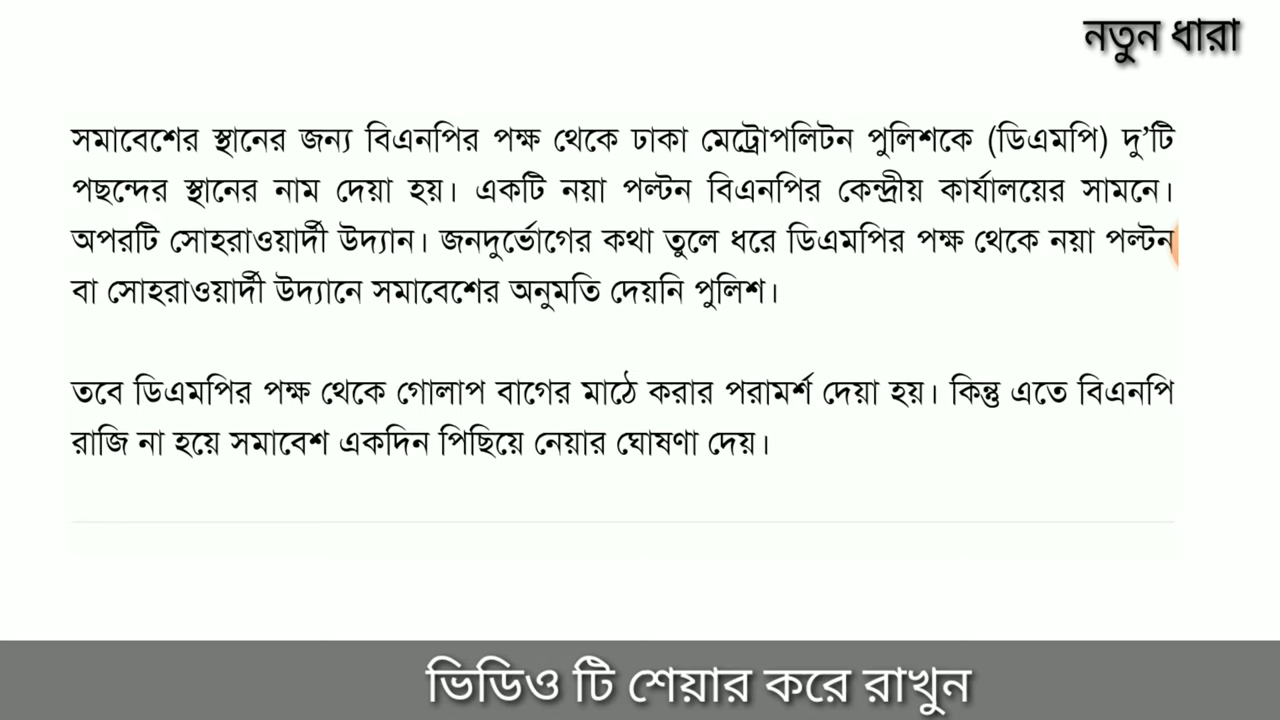 নতুন ধারা
সমাবেশের স্থানের জন্য বিএনপির পক্ষ থেকে ঢাকা মেট্রোপলিটন পুলিশকে (ডিএমপি) দু’টি
পছন্দের স্থানের নাম দেয়া হয়। একটি নয়া পল্টন বিএনপির কেন্দ্রীয় কার্যালয়ের সামনে।
অপরটি সোহরাওয়ার্দী উদ্যান। জনদুর্ভোগের কথা তুলে ধরে ডিএমপির পক্ষ থেকে নয়া পল্টন
বা সোহরাওয়ার্দী উদ্যানে সমাবেশের অনুমতি দেয়নি পুলিশ।
তবে ডিএমপির পক্ষ থেকে গোলাপ বাগের মাঠে করার পরামর্শ দেয়া হয়। কিন্তু এতে বিএনপি
রাজি না হয়ে সমাবেশ একদিন পিছিয়ে নেয়ার ঘোষণা দেয়।
ভিডিও টি শেয়ার করে রাখুন